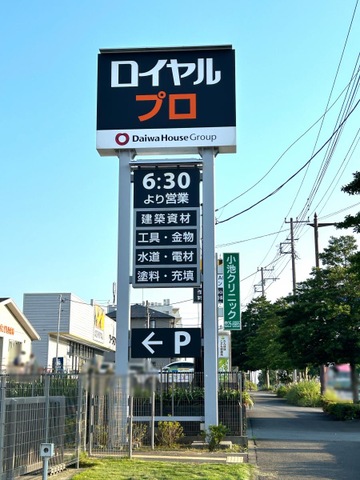 ロイヤル
プロ
Daiwa House Group
6:30
より営業
建築資材
工具・金物
水道・電材
塗料・充填
← P
小池クリニック